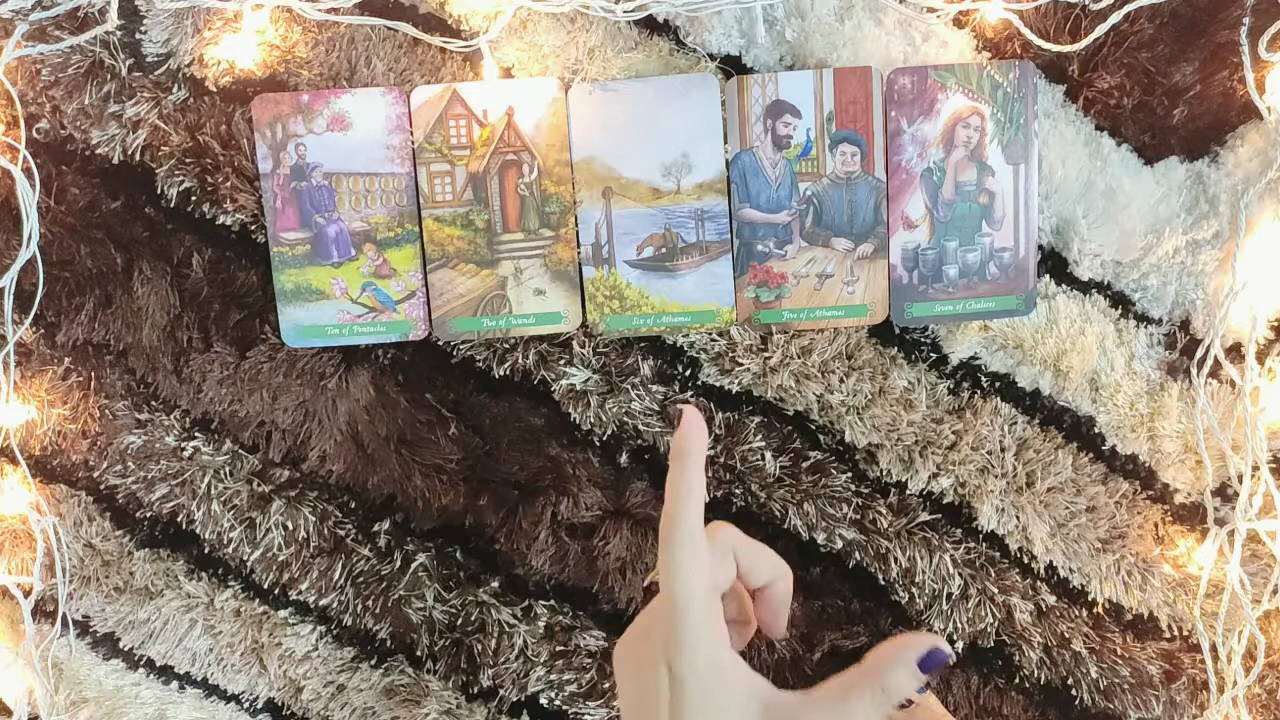 Ten of Pentacles
Two of Wands
Six of Athames
Five of Athames
Seven of Chalices